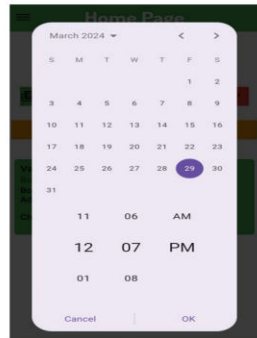 Home Page
March 2024
S M T W T F S
1 2
3 4 5 6 7 8 9
10 11 12 13 14 15 16
17 18 19 20 21 22 23
24 25 26 27 28 29 30
31
11 06 AM
12 07 PM
01 08
Cancel OK